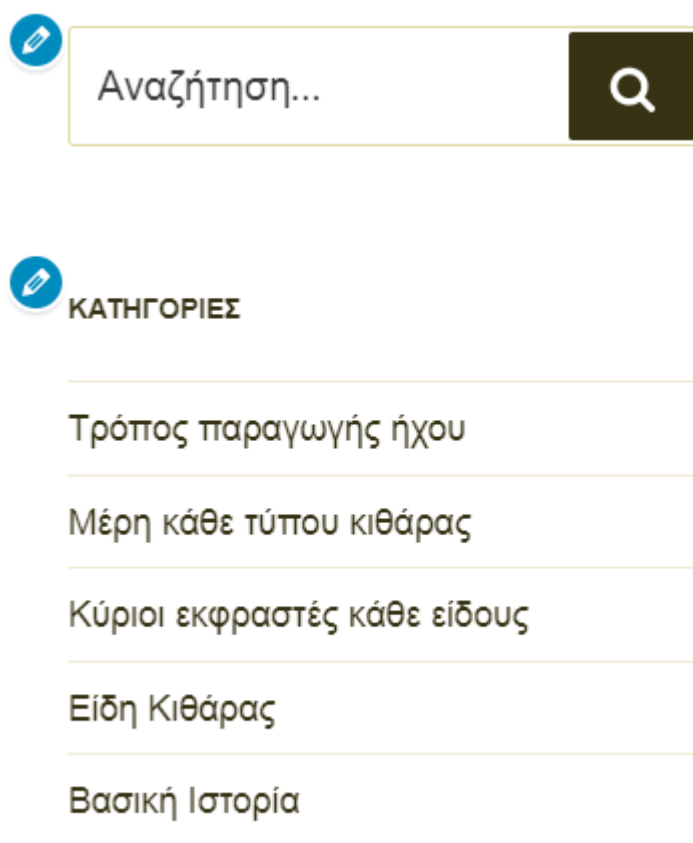 Αναζήτηση...
ΚΑΤΗΓΟΡΙΕΣ
Τρόπος παραγωγής ήχου
Μέρη κάθε τύπου κιθάρας
Κύριοι εκφραστές κάθε είδους
Είδη Κιθάρας
Βασική Ιστορία